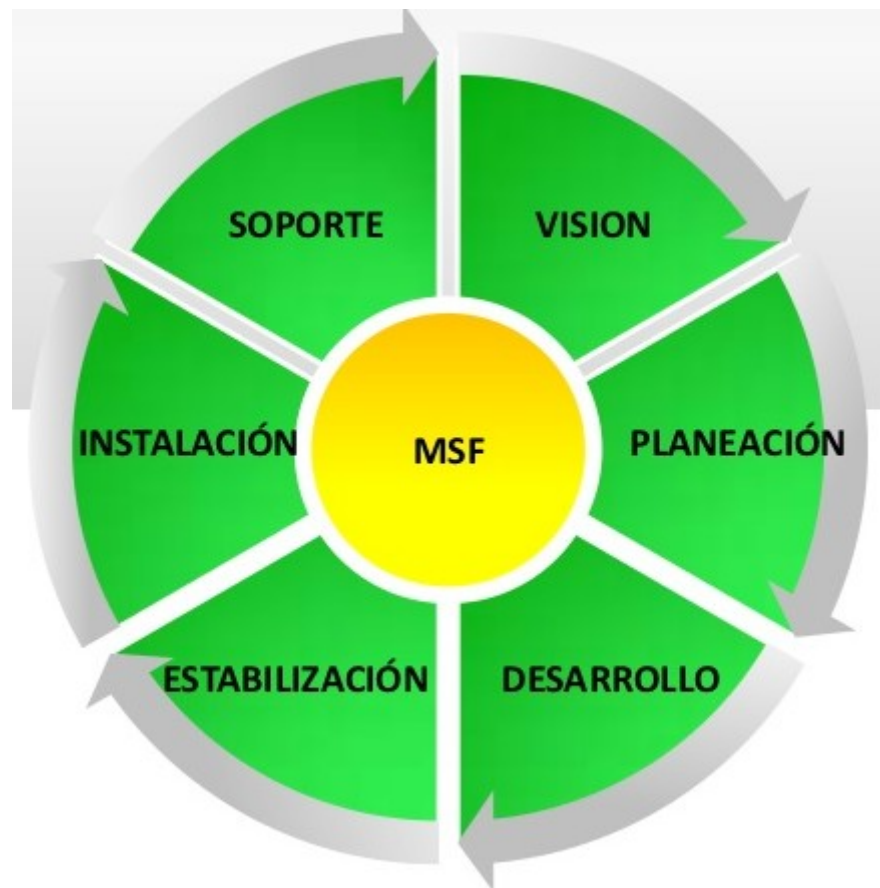 SOPORTE
VISION
INSTALACIÓN
MSF
PLANEACIÓN
ESTABILIZACIÓN
DESARROLLO